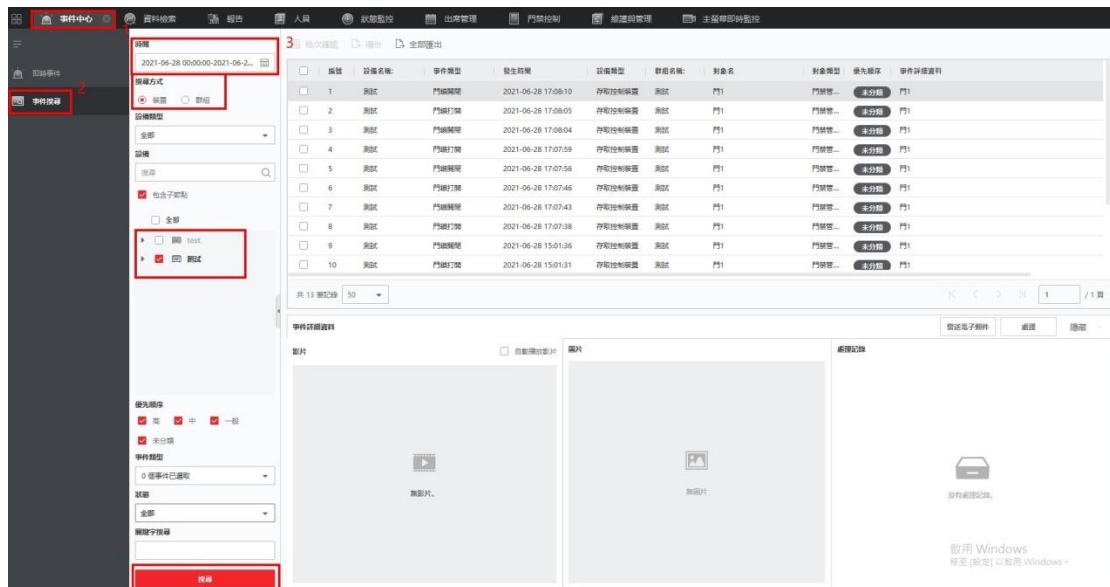 事件中心 資料檢索 報告 人員 狀態監控 出席管理 門禁控制 維護與管理 主螢幕即時監控
1
即時事件
2
事件搜尋
時間
2021-06-28 00:00:00-2021-06-2...
搜尋方式
裝置 群組
設備類型
全部
設備
搜尋
包含子節點
全部
test
測試
優先順序
高 中 一般
未分類
事件類型
0 個事件已選取
狀態
全部
關鍵字搜尋
搜尋
3 批次確認 備份 全部匯出
編號 設備名稱: 事件類型 發生時間 設備類型 群組名稱: 對象名 對象類型 優先順序 事件詳細資料
1 測試 門鎖關閉 2021-06-28 17:08:10 存取控制裝置 測試 門1 門禁管... 未分類 門1
2 測試 門鎖打開 2021-06-28 17:08:05 存取控制裝置 測試 門1 門禁管... 未分類 門1
3 測試 門鎖關閉 2021-06-28 17:08:04 存取控制裝置 測試 門1 門禁管... 未分類 門1
4 測試 門鎖打開 2021-06-28 17:07:59 存取控制裝置 測試 門1 門禁管... 未分類 門1
5 測試 門鎖關閉 2021-06-28 17:07:56 存取控制裝置 測試 門1 門禁管... 未分類 門1
6 測試 門鎖打開 2021-06-28 17:07:46 存取控制裝置 測試 門1 門禁管... 未分類 門1
7 測試 門鎖關閉 2021-06-28 17:07:43 存取控制裝置 測試 門1 門禁管... 未分類 門1
8 測試 門鎖打開 2021-06-28 17:07:38 存取控制裝置 測試 門1 門禁管... 未分類 門1
9 測試 門鎖關閉 2021-06-28 15:01:36 存取控制裝置 測試 門1 門禁管... 未分類 門1
10 測試 門鎖打開 2021-06-28 15:01:31 存取控制裝置 測試 門1 門禁管... 未分類 門1
共 13 筆記錄 50 1 /1 頁
事件詳細資料 發送電子郵件 處理 隱藏
影片 自動播放影片 圖片 處理記錄
無影片。 無圖片 沒有處理記錄。
啟用 Windows
移至 [設定] 以啟用 Windows。